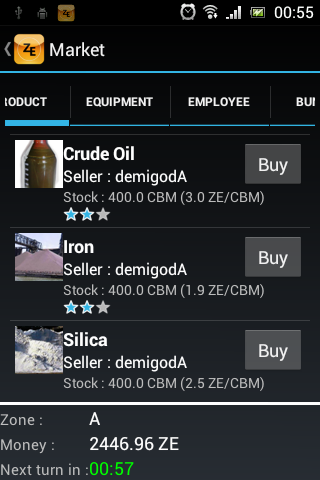 00:55
ZE Market
RODUCT EQUIPMENT EMPLOYEE BUI
Crude Oil
Seller : demigodA
Stock : 400.0 CBM (3.0 ZE/CBM)
Buy
Iron
Seller : demigodA
Stock : 400.0 CBM (1.9 ZE/CBM)
Buy
Silica
Seller : demigodA
Stock : 400.0 CBM (2.5 ZE/CBM)
Buy
Zone : A
Money : 2446.96 ZE
Next turn in :00:57